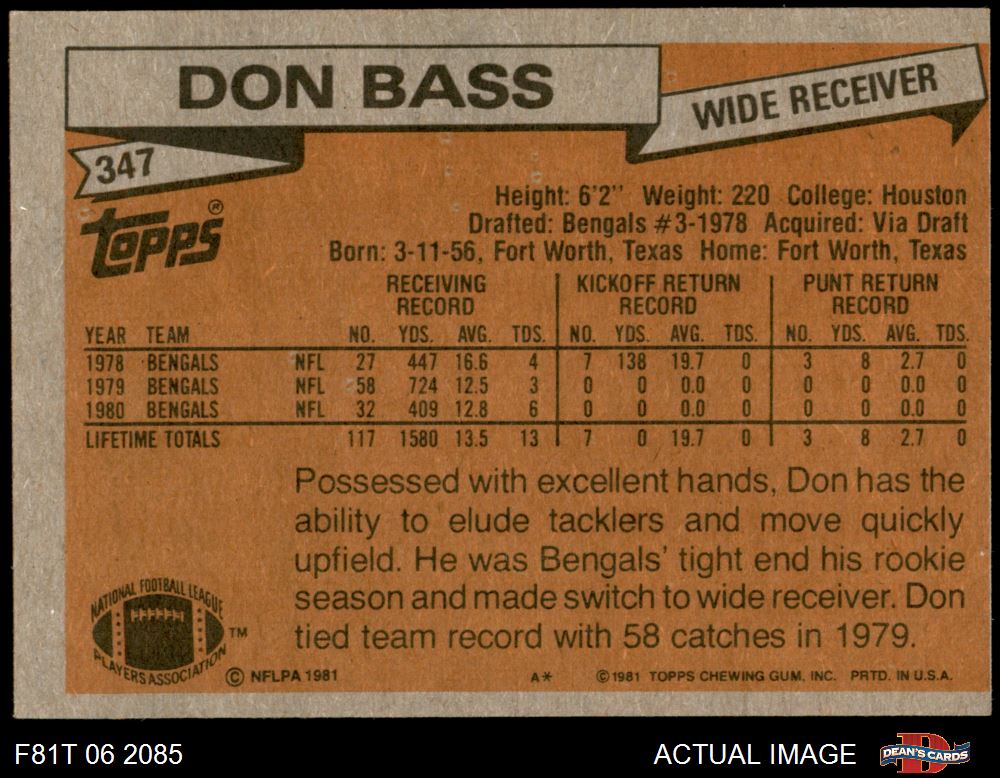 DON BASS
WIDE RECEIVER
347
TOPPS®
Height: 6'2'' Weight: 220 College: Houston
Drafted: Bengals #3-1978 Acquired: Via Draft
Born: 3-11-56, Fort Worth, Texas Home: Fort Worth, Texas
RECEIVING RECORD KICKOFF RETURN RECORD PUNT RETURN RECORD
YEAR TEAM NO. YDS. AVG. TDS. NO. YDS. AVG. TDS. NO. YDS. AVG. TDS.
1978 BENGALS NFL 27 447 16.6 4 7 138 19.7 0 3 8 2.7 0
1979 BENGALS NFL 58 724 12.5 3 0 0 0.0 0 0 0 0.0 0
1980 BENGALS NFL 32 409 12.8 6 0 0 0.0 0 0 0 0.0 0
LIFETIME TOTALS 117 1580 13.5 13 7 0 19.7 0 3 8 2.7 0
Possessed with excellent hands, Don has the
ability to elude tacklers and move quickly
upfield. He was Bengals' tight end his rookie
season and made switch to wide receiver. Don
tied team record with 58 catches in 1979.
NATIONAL FOOTBALL LEAGUE
PLAYERS ASSOCIATION
TM
© NFLPA 1981
A*
© 1981 TOPPS CHEWING GUM, INC. PRTD. IN U.S.A.
F81T 06 2085
ACTUAL IMAGE
D
DEAN'S CARDS